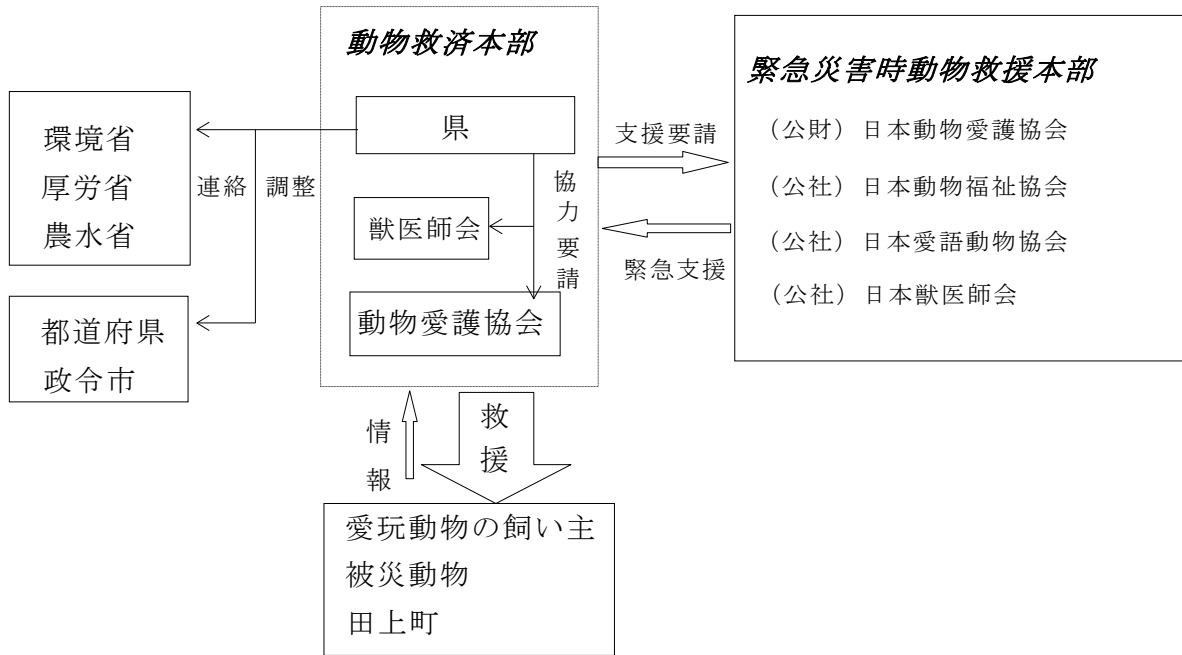 動物救済本部
県
協力要請
獣医師会
動物愛護協会
環境省
厚労省
農水省
連絡
調整
都道府県
政令市
支援要請
緊急支援
緊急災害時動物救援本部
（公財）日本動物愛護協会
（公社）日本動物福祉協会
（公社）日本愛語動物協会
（公社）日本獣医師会
情報
救援
愛玩動物の飼い主
被災動物
田上町